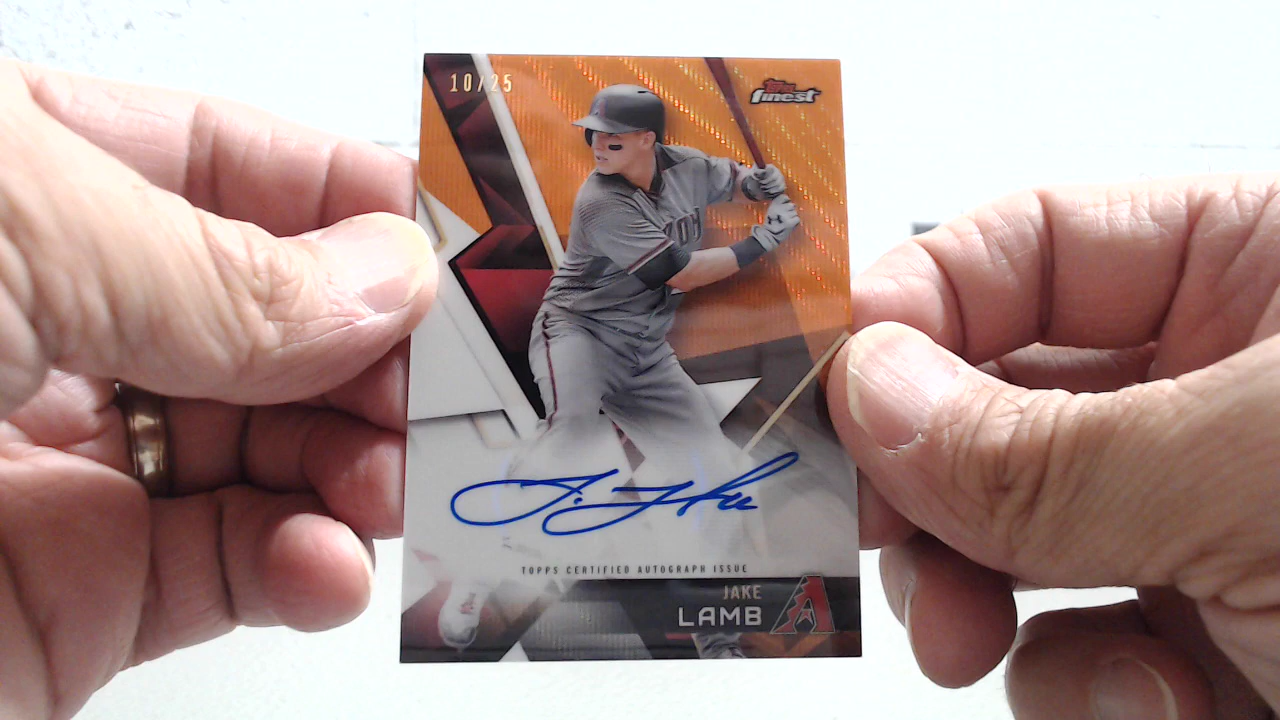 10/25
Topps
finest
TOPPS CERTIFIED AUTOGRAPH ISSUE
JAKE
LAMB
A